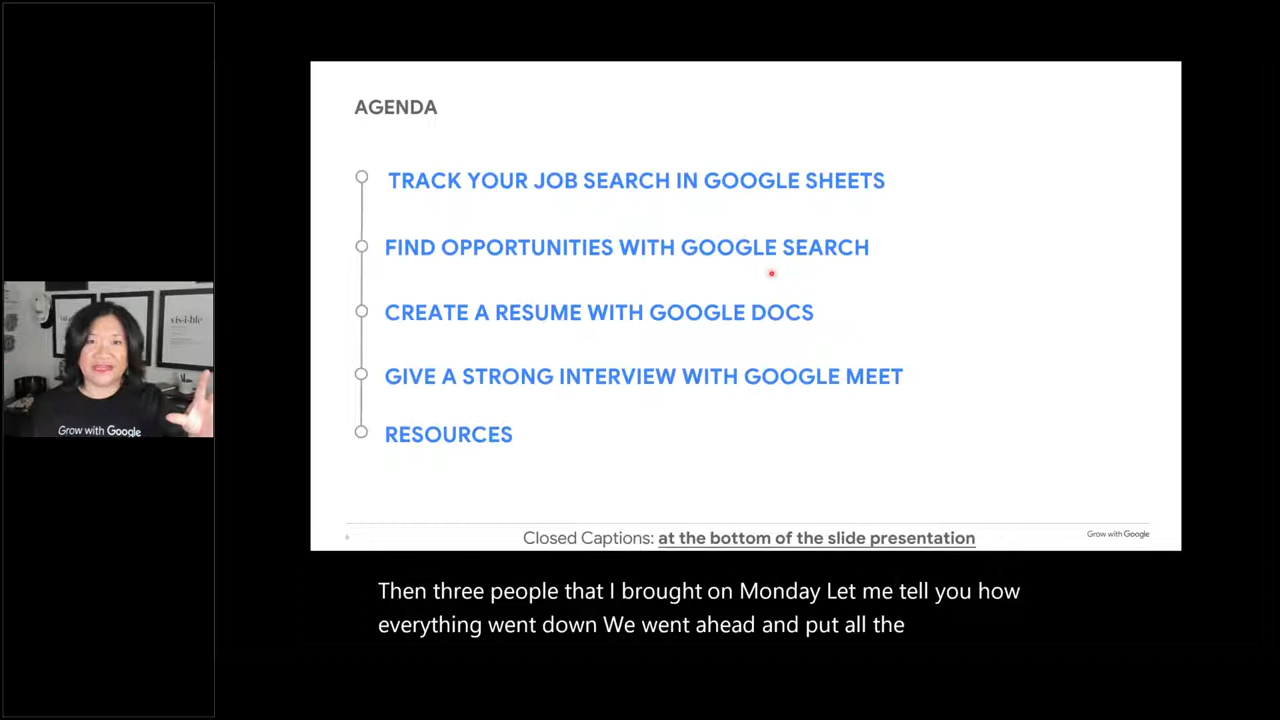 AGENDA
TRACK YOUR JOB SEARCH IN GOOGLE SHEETS
FIND OPPORTUNITIES WITH GOOGLE SEARCH
CREATE A RESUME WITH GOOGLE DOCS
GIVE A STRONG INTERVIEW WITH GOOGLE MEET
RESOURCES
Closed Captions: at the bottom of the slide presentation
Grow with Google
vis·i·ble
Grow with Google
Then three people that I brought on Monday Let me tell you how
everything went down We went ahead and put all the